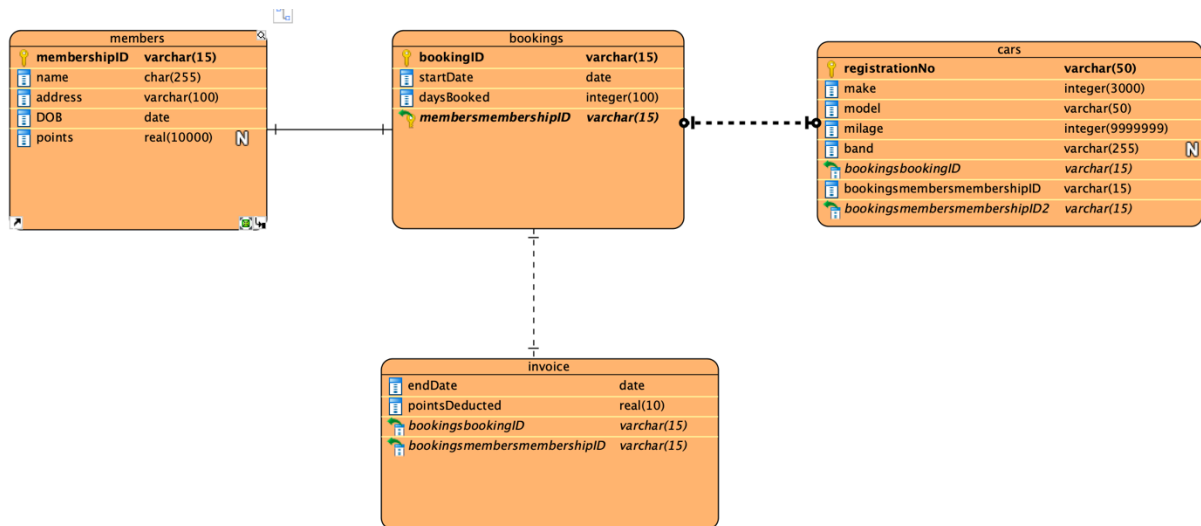 members
membershipID varchar(15)
name char(255)
address varchar(100)
DOB date
points real(10000) N
bookings
bookingID varchar(15)
startDate date
daysBooked integer(100)
membersmembershipID varchar(15)
cars
registrationNo varchar(50)
make integer(3000)
model varchar(50)
milage integer(9999999)
band varchar(255) N
bookingsbookingID varchar(15)
bookingsmembersmembershipID varchar(15)
bookingsmembersmembershipID2 varchar(15)
invoice
endDate date
pointsDeducted real(10)
bookingsbookingID varchar(15)
bookingsmembersmembershipID varchar(15)